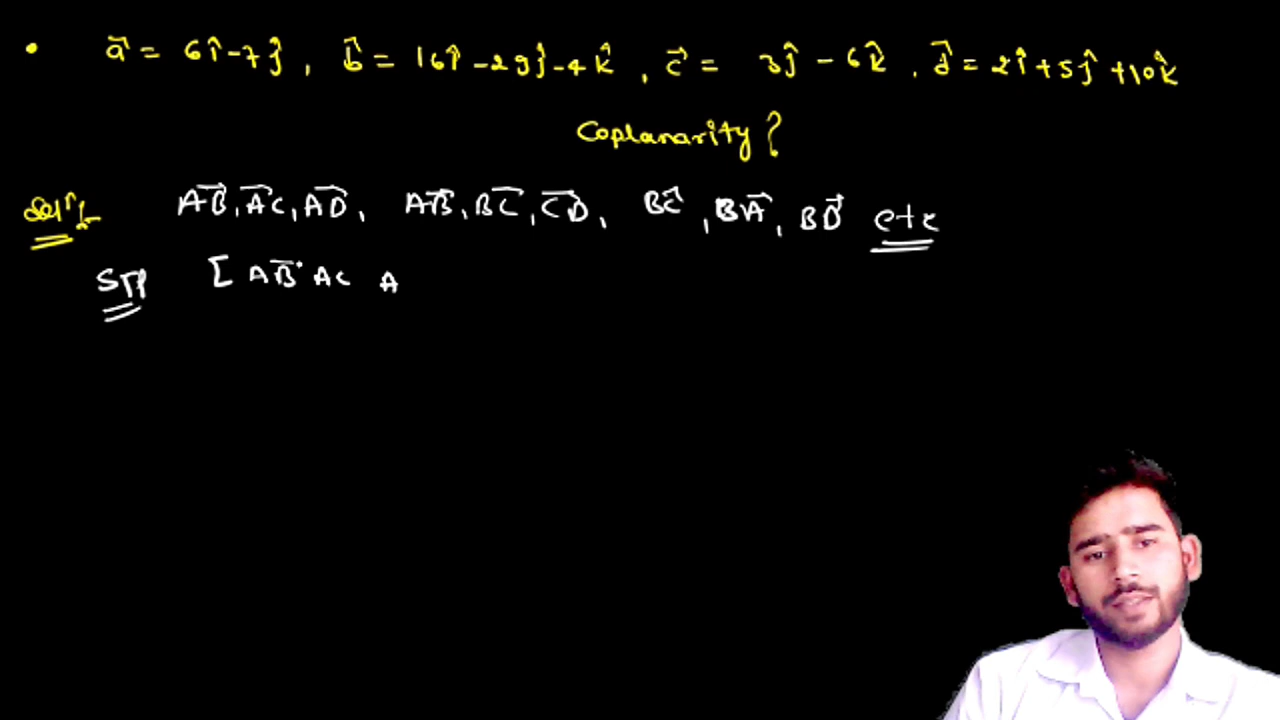 • a⃗ = 6î - 7ĵ, b⃗ = 16î - 29ĵ - 4k̂, c⃗ = 3ĵ - 6k̂, d⃗ = 2î + 5ĵ + 10k̂
Coplanarity?
Solⁿ:- AB⃗, AC⃗, AD⃗, AB⃗, BC⃗, CD⃗, BC⃗, BA⃗, BD⃗ etc
STP [ AB⃗ AC A